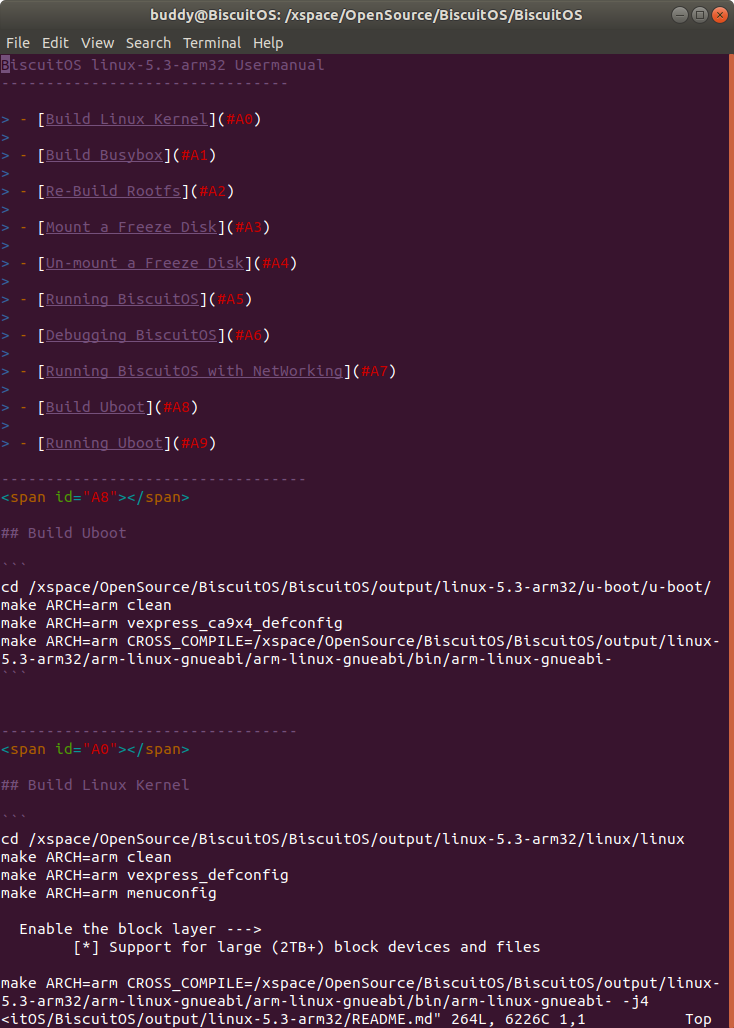 buddy@BiscuitOS: /xspace/OpenSource/BiscuitOS/BiscuitOS
File Edit View Search Terminal Help
BiscuitOS linux-5.3-arm32 Usermanual
--------------------------------

> - [Build Linux Kernel](#A0)
>
> - [Build Busybox](#A1)
>
> - [Re-Build Rootfs](#A2)
>
> - [Mount a Freeze Disk](#A3)
>
> - [Un-mount a Freeze Disk](#A4)
>
> - [Running BiscuitOS](#A5)
>
> - [Debugging BiscuitOS](#A6)
>
> - [Running BiscuitOS with NetWorking](#A7)
>
> - [Build Uboot](#A8)
>
> - [Running Uboot](#A9)

----------------------------------
<span id="A8"></span>

## Build Uboot

```
cd /xspace/OpenSource/BiscuitOS/BiscuitOS/output/linux-5.3-arm32/u-boot/u-boot/
make ARCH=arm clean
make ARCH=arm vexpress_ca9x4_defconfig
make ARCH=arm CROSS_COMPILE=/xspace/OpenSource/BiscuitOS/BiscuitOS/output/linux-
5.3-arm32/arm-linux-gnueabi/arm-linux-gnueabi/bin/arm-linux-gnueabi-
```

---------------------------------
<span id="A0"></span>

## Build Linux Kernel

```
cd /xspace/OpenSource/BiscuitOS/BiscuitOS/output/linux-5.3-arm32/linux/linux
make ARCH=arm clean
make ARCH=arm vexpress_defconfig
make ARCH=arm menuconfig

  Enable the block layer --->
        [*] Support for large (2TB+) block devices and files

make ARCH=arm CROSS_COMPILE=/xspace/OpenSource/BiscuitOS/BiscuitOS/output/linux-
5.3-arm32/arm-linux-gnueabi/arm-linux-gnueabi/bin/arm-linux-gnueabi- -j4
<itOS/BiscuitOS/output/linux-5.3-arm32/README.md" 264L, 6226C 1,1 Top